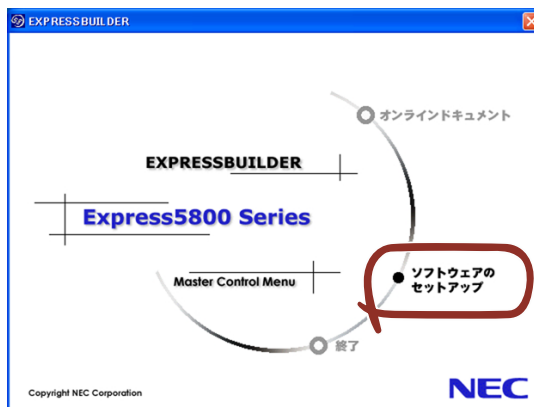 EXPRESSBUILDER
オンラインドキュメント
EXPRESSBUILDER
Express5800 Series
Master Control Menu
ソフトウェアの
セットアップ
終了
Copyright NEC Corporation
NEC